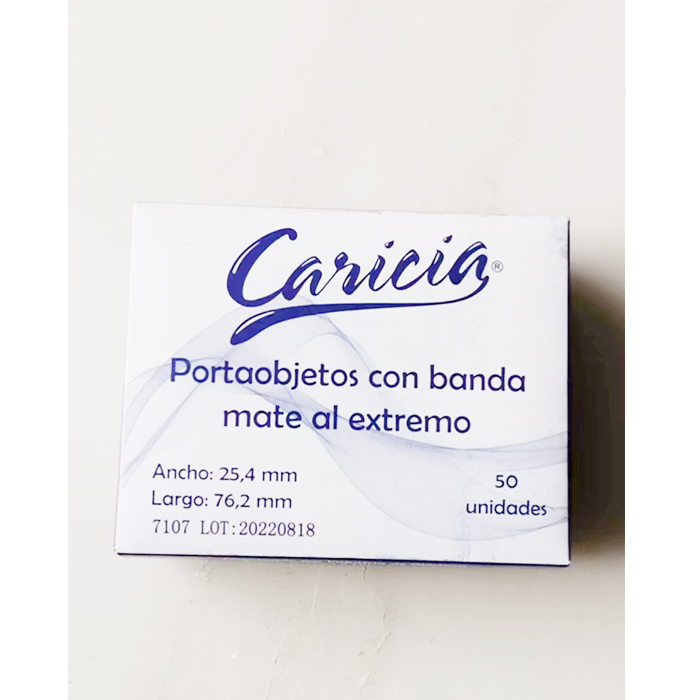 Caricia®
Portaobjetos con banda
mate al extremo
Ancho: 25,4 mm
Largo: 76,2 mm
7107 LOT:20220818
50
unidades